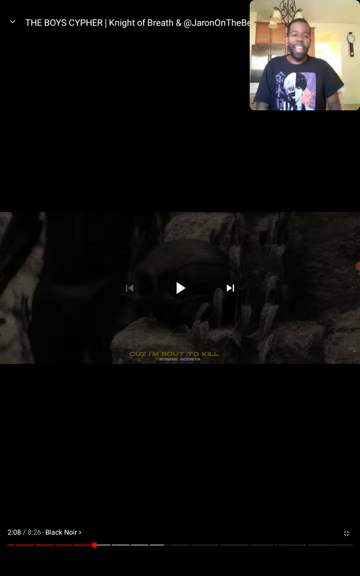 THE BOYS CYPHER | Knight of Breath & @JaronOnTheBe
CUZ I'M BOUT TO KILL
2:08 / 8:26 · Black Noir >